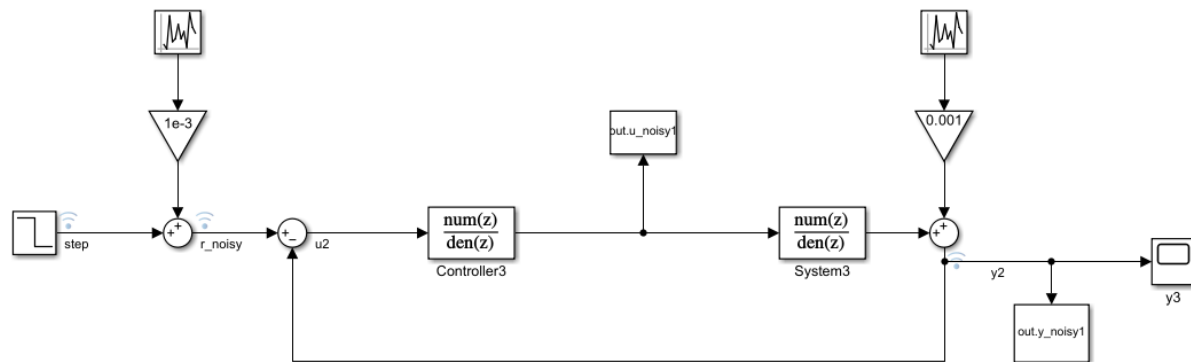 1e-3
0.001
out.u_noisy1
step
+
+
r_noisy
+
−
u2
num(z)
den(z)
Controller3
num(z)
den(z)
System3
+
+
y2
y3
out.y_noisy1